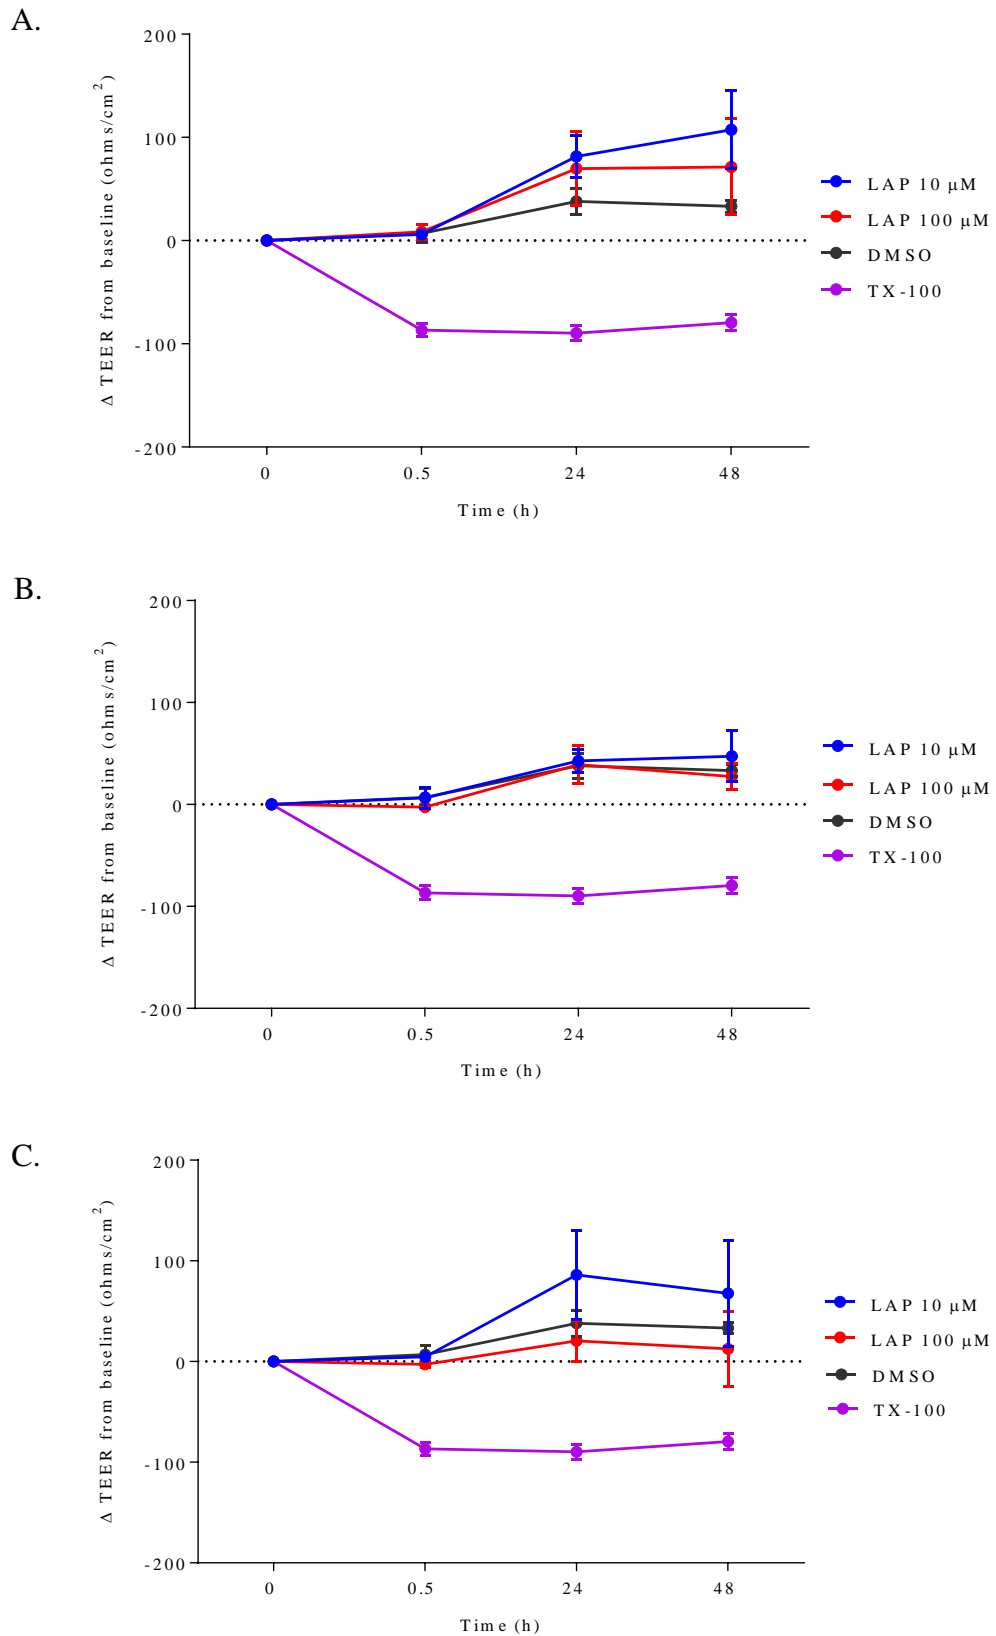 A.
Δ TEER from baseline (ohms/cm²)
200
100
0
-100
-200
0 0.5 24 48
Time (h)
LAP 10 µM
LAP 100 µM
DMSO
TX-100
B.
Δ TEER from baseline (ohms/cm²)
200
100
0
-100
-200
0 0.5 24 48
Time (h)
LAP 10 µM
LAP 100 µM
DMSO
TX-100
C.
Δ TEER from baseline (ohms/cm²)
200
100
0
-100
-200
0 0.5 24 48
Time (h)
LAP 10 µM
LAP 100 µM
DMSO
TX-100